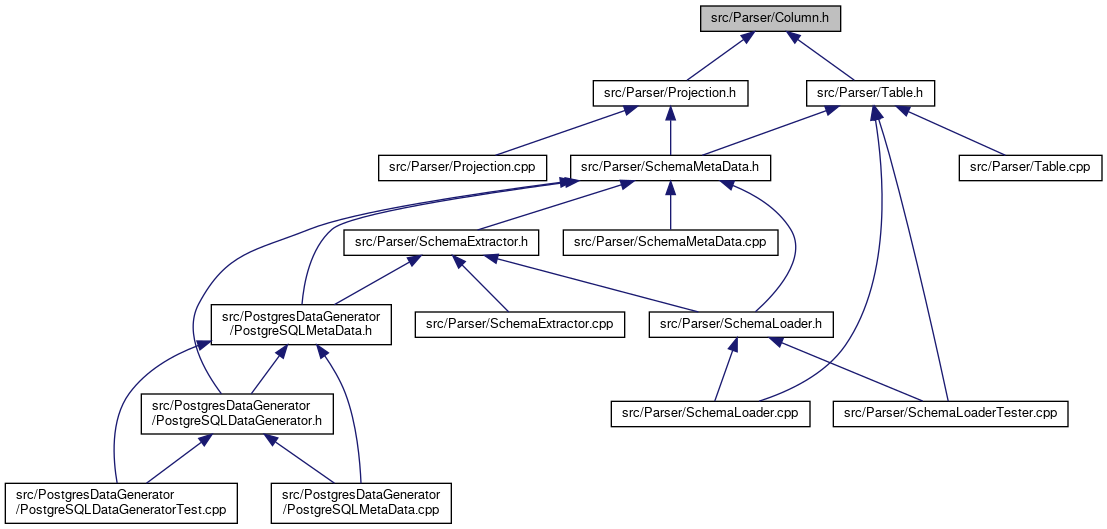 src/Parser/Column.h
src/Parser/Projection.h
src/Parser/Table.h
src/Parser/Projection.cpp
src/Parser/SchemaMetaData.h
src/Parser/Table.cpp
src/Parser/SchemaExtractor.h
src/Parser/SchemaMetaData.cpp
src/PostgresDataGenerator
/PostgreSQLMetaData.h
src/Parser/SchemaExtractor.cpp
src/Parser/SchemaLoader.h
src/PostgresDataGenerator
/PostgreSQLDataGenerator.h
src/Parser/SchemaLoader.cpp
src/Parser/SchemaLoaderTester.cpp
src/PostgresDataGenerator
/PostgreSQLDataGeneratorTest.cpp
src/PostgresDataGenerator
/PostgreSQLMetaData.cpp